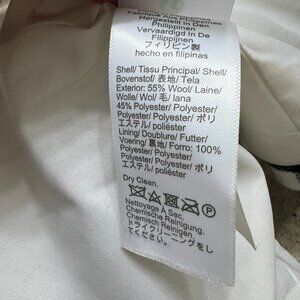 Fabriqué Aux Philippines
Hergestellt In Den
Philippinen
Vervaardigd In De
Filippijnen
フィリピン製
hecho en filipinas
Shell/ Tissu Principal/ Shell/
Bovenstof/ 表地/ Tela
Exterior: 55% Wool/ Laine/
Wolle/ Wol/ 毛/ lana
45% Polyester/ Polyester/
Polyester/ Polyester/ ポリ
エステル/ poliéster
Lining/ Doublure/ Futter/
Voering/ 裏地/ Forro: 100%
Polyester/ Polyester/
Polyester/ Polyester/ ポリ
エステル/ poliéster
Dry Clean.
Nettoyage À Sec.
Chemische Reinigung.
Chemisch Reinigen.
ドライクリーニングをし
てください。